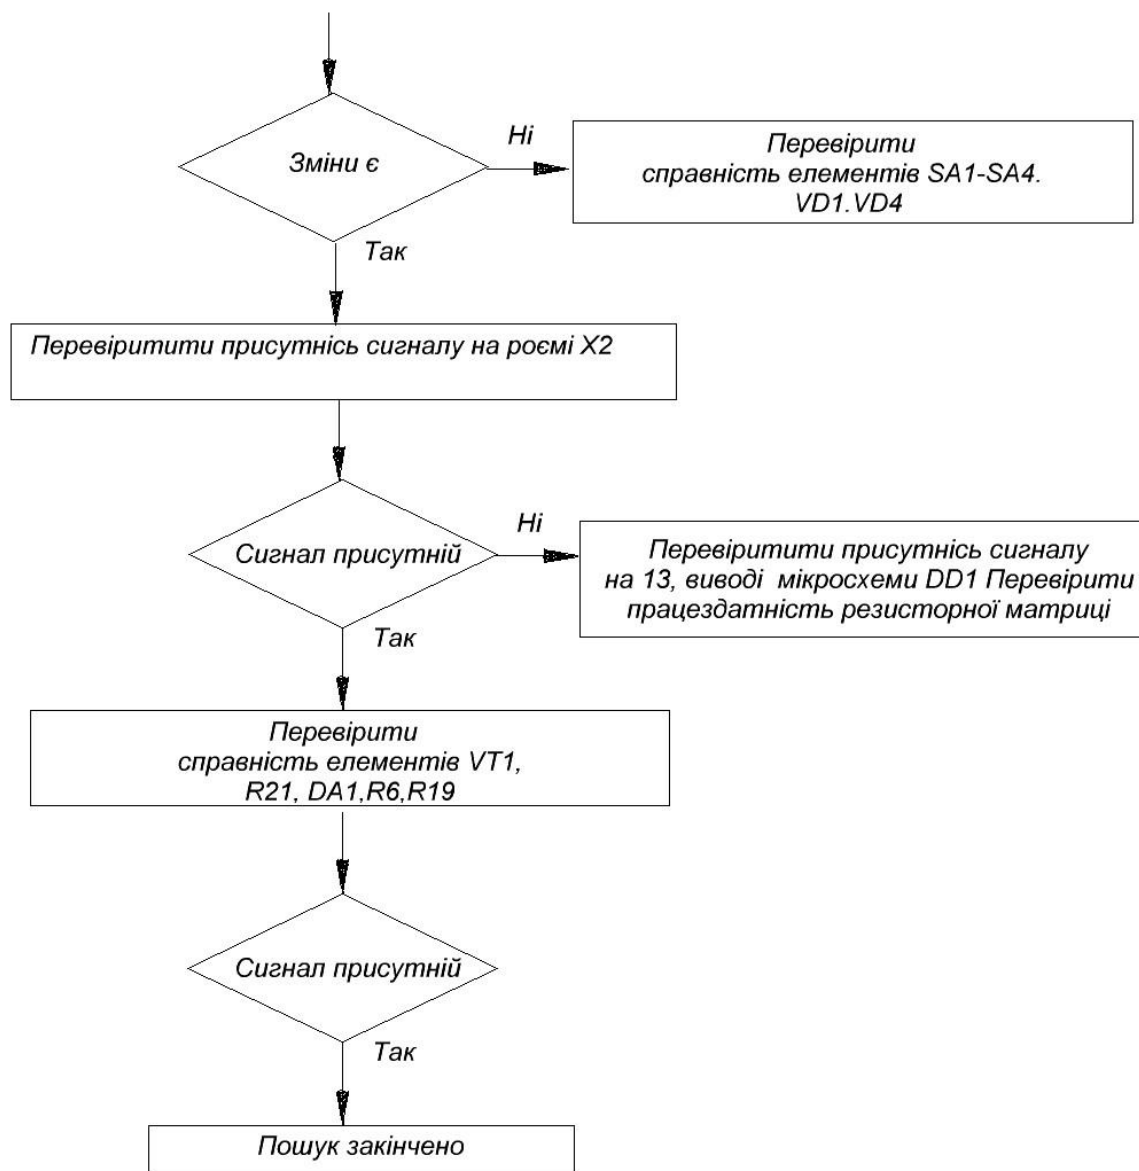 Зміни є
Ні
Перевірити
справність елементів SA1-SA4.
VD1.VD4
Так
Перевіритити присутнісь сигналу на роємі X2
Сигнал присутній
Ні
Перевіритити присутнісь сигналу
на 13, виводі мікросхеми DD1 Перевірити
працездатність резисторної матриці
Так
Перевірити
справність елементів VT1,
R21, DA1,R6,R19
Сигнал присутній
Так
Пошук закінчено